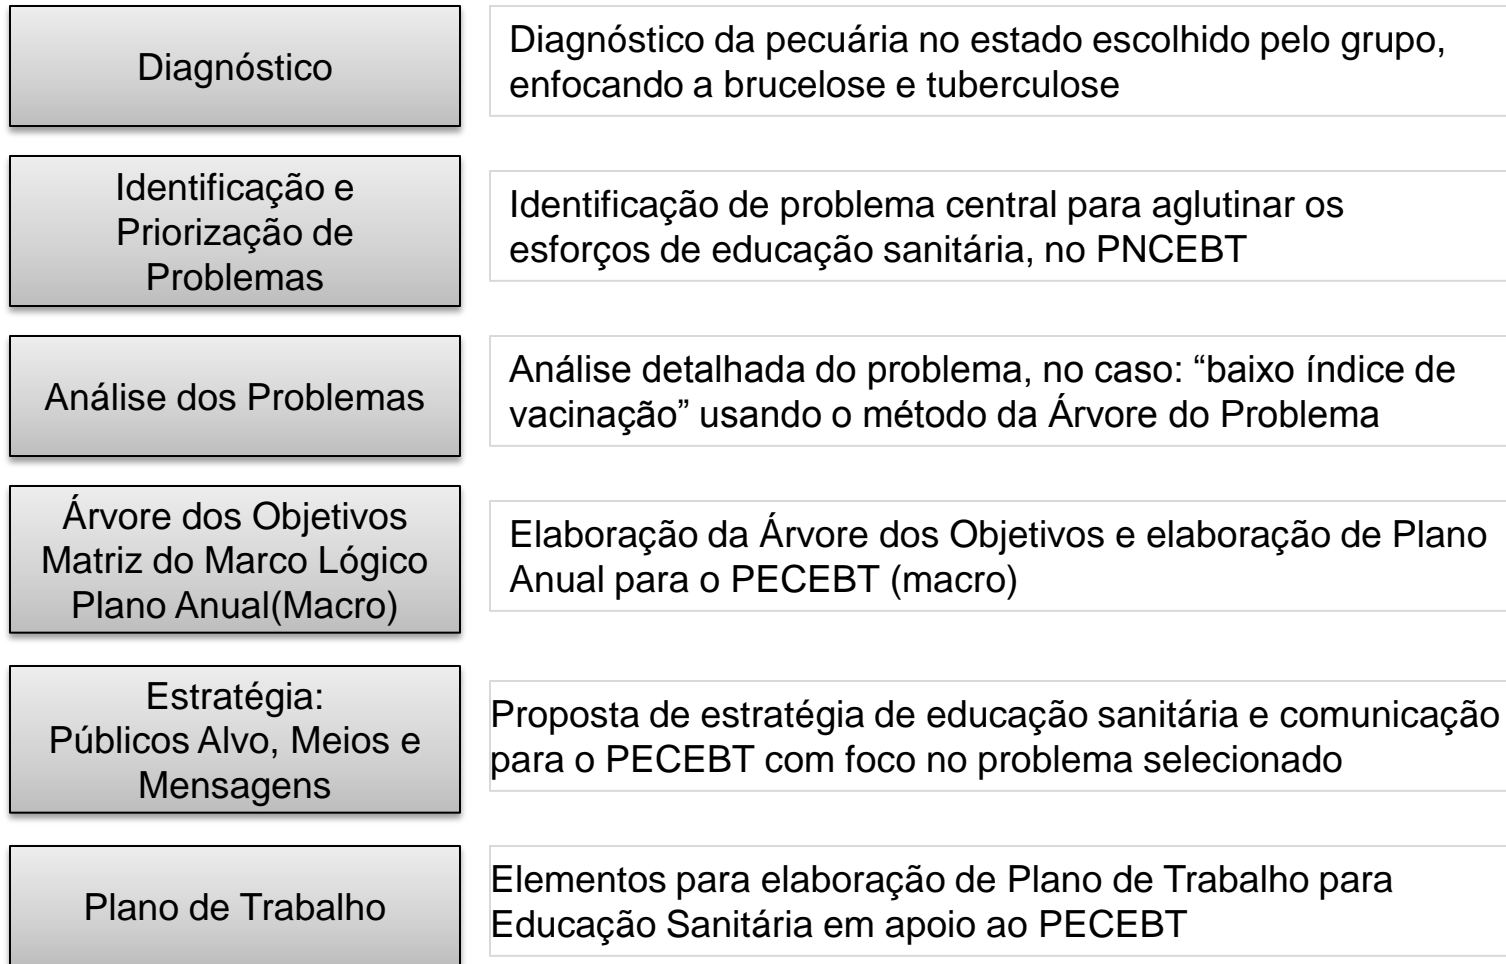 Diagnóstico
Diagnóstico da pecuária no estado escolhido pelo grupo,
enfocando a brucelose e tuberculose
Identificação e
Priorização de
Problemas
Identificação de problema central para aglutinar os
esforços de educação sanitária, no PNCEBT
Análise dos Problemas
Análise detalhada do problema, no caso: “baixo índice de
vacinação” usando o método da Árvore do Problema
Árvore dos Objetivos
Matriz do Marco Lógico
Plano Anual(Macro)
Elaboração da Árvore dos Objetivos e elaboração de Plano
Anual para o PECEBT (macro)
Estratégia:
Públicos Alvo, Meios e
Mensagens
Proposta de estratégia de educação sanitária e comunicação
para o PECEBT com foco no problema selecionado
Plano de Trabalho
Elementos para elaboração de Plano de Trabalho para
Educação Sanitária em apoio ao PECEBT